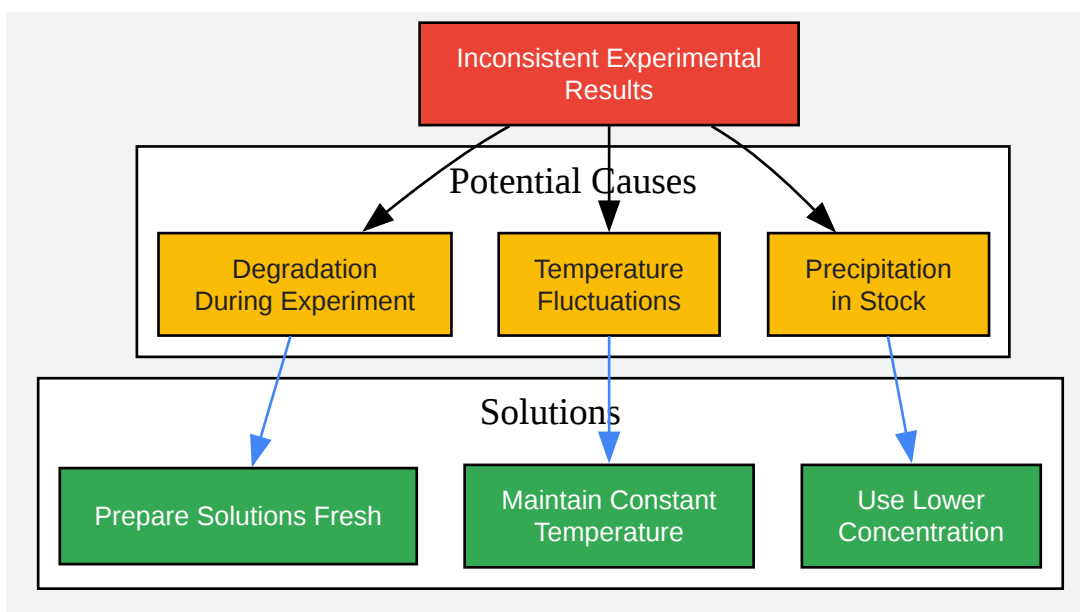 Inconsistent Experimental
Results
Potential Causes
Degradation
During Experiment
Temperature
Fluctuations
Precipitation
in Stock
Solutions
Prepare Solutions Fresh
Maintain Constant
Temperature
Use Lower
Concentration